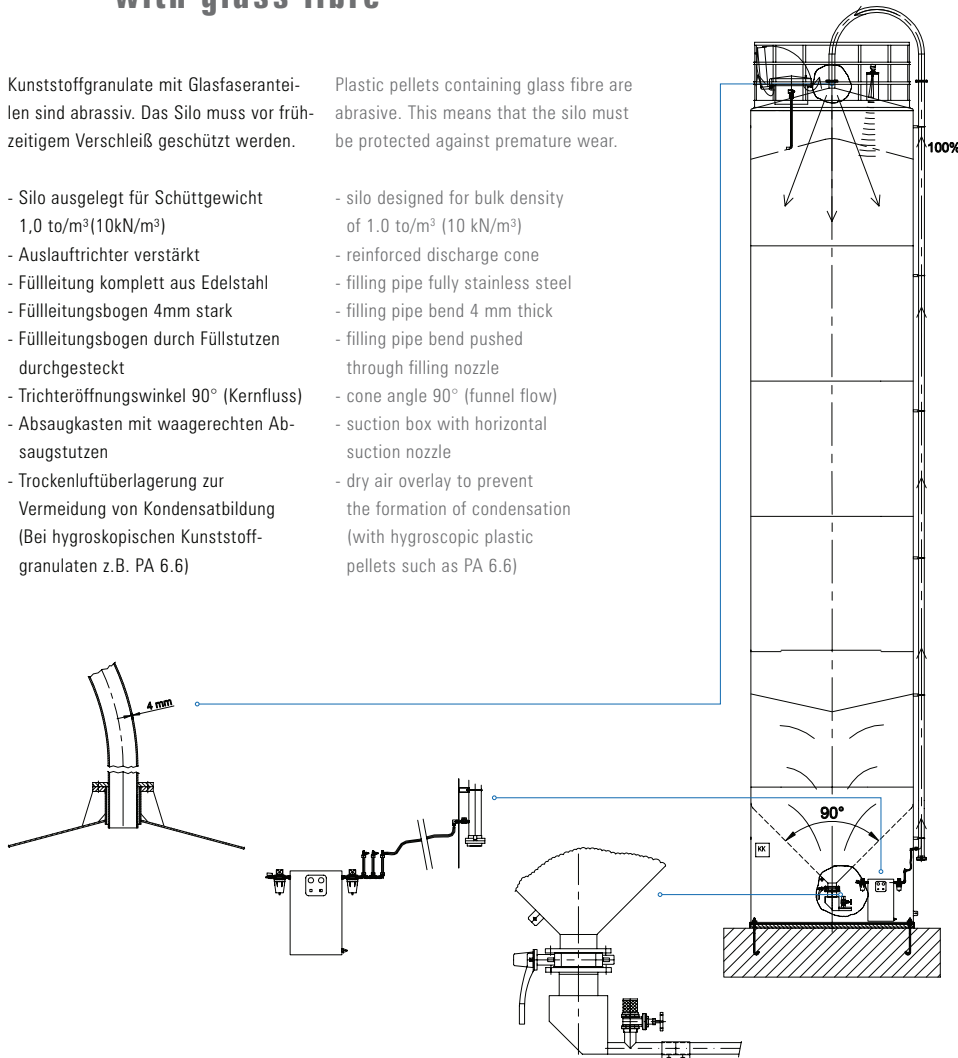 with glass fibre
Kunststoffgranulate mit Glasfaserantei-
len sind abrassiv. Das Silo muss vor früh-
zeitigem Verschleiß geschützt werden.
- Silo ausgelegt für Schüttgewicht
1,0 to/m³(10kN/m³)
- Auslauftrichter verstärkt
- Füllleitung komplett aus Edelstahl
- Füllleitungsbogen 4mm stark
- Füllleitungsbogen durch Füllstutzen
durchgesteckt
- Trichteröffnungswinkel 90° (Kernfluss)
- Absaugkasten mit waagerechten Ab-
saugstutzen
- Trockenluftüberlagerung zur
Vermeidung von Kondensatbildung
(Bei hygroskopischen Kunststoff-
granulaten z.B. PA 6.6)
Plastic pellets containing glass fibre are
abrasive. This means that the silo must
be protected against premature wear.
- silo designed for bulk density
of 1.0 to/m³ (10 kN/m³)
- reinforced discharge cone
- filling pipe fully stainless steel
- filling pipe bend 4 mm thick
- filling pipe bend pushed
through filling nozzle
- cone angle 90° (funnel flow)
- suction box with horizontal
suction nozzle
- dry air overlay to prevent
the formation of condensation
(with hygroscopic plastic
pellets such as PA 6.6)
100%
4 mm
90°
KK